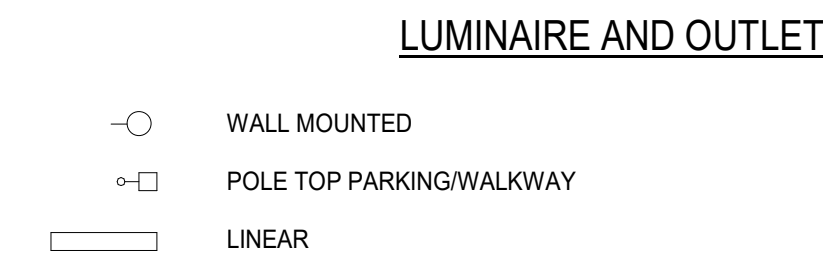 LUMINAIRE AND OUTLET
WALL MOUNTED
POLE TOP PARKING/WALKWAY
LINEAR